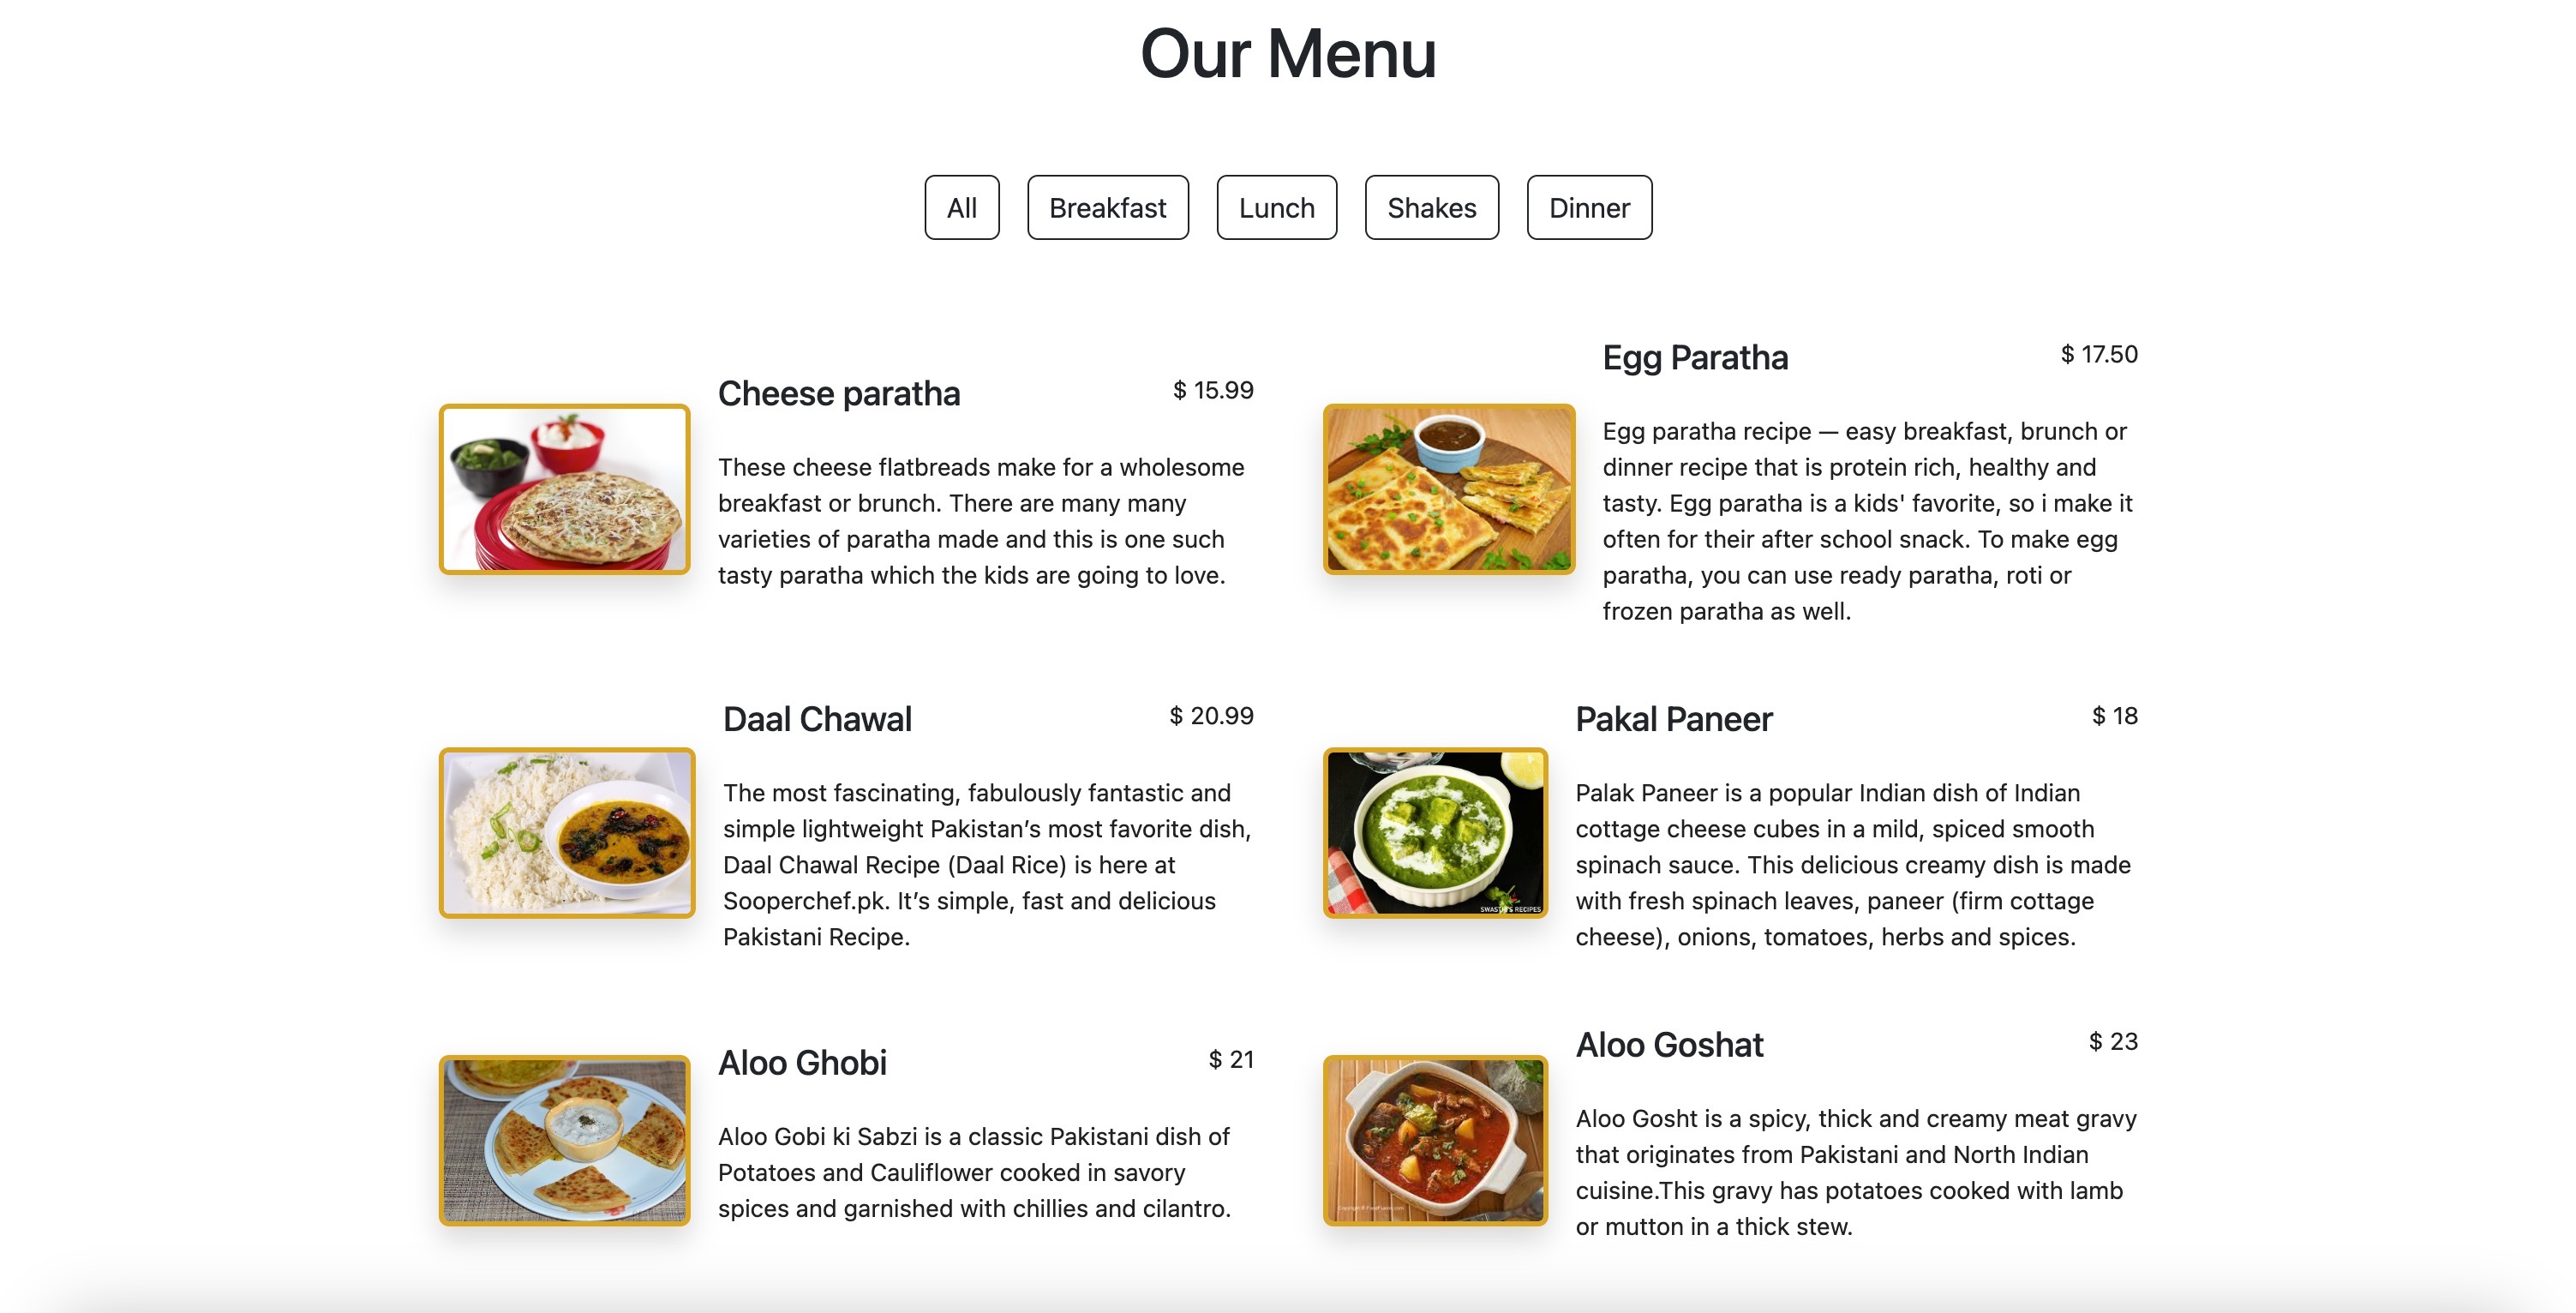 Our Menu
All
Breakfast
Lunch
Shakes
Dinner
Cheese paratha
$ 15.99
These cheese flatbreads make for a wholesome
breakfast or brunch. There are many many
varieties of paratha made and this is one such
tasty paratha which the kids are going to love.
Egg Paratha
$ 17.50
Egg paratha recipe — easy breakfast, brunch or
dinner recipe that is protein rich, healthy and
tasty. Egg paratha is a kids' favorite, so i make it
often for their after school snack. To make egg
paratha, you can use ready paratha, roti or
frozen paratha as well.
Daal Chawal
$ 20.99
The most fascinating, fabulously fantastic and
simple lightweight Pakistan’s most favorite dish,
Daal Chawal Recipe (Daal Rice) is here at
Sooperchef.pk. It’s simple, fast and delicious
Pakistani Recipe.
Pakal Paneer
$ 18
Palak Paneer is a popular Indian dish of Indian
cottage cheese cubes in a mild, spiced smooth
spinach sauce. This delicious creamy dish is made
with fresh spinach leaves, paneer (firm cottage
cheese), onions, tomatoes, herbs and spices.
RECIPES
Aloo Ghobi
$ 21
Aloo Gobi ki Sabzi is a classic Pakistani dish of
Potatoes and Cauliflower cooked in savory
spices and garnished with chillies and cilantro.
Aloo Goshat
$ 23
Aloo Gosht is a spicy, thick and creamy meat gravy
that originates from Pakistani and North Indian
cuisine.This gravy has potatoes cooked with lamb
or mutton in a thick stew.